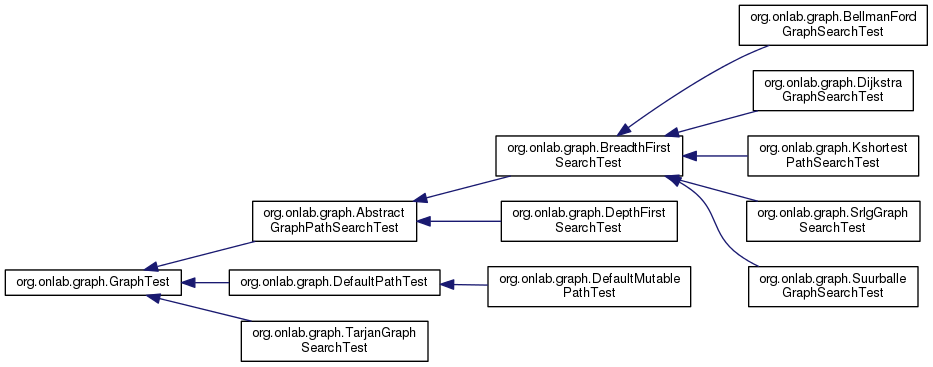 org.onlab.graph.BellmanFord
GraphSearchTest
org.onlab.graph.Dijkstra
GraphSearchTest
org.onlab.graph.BreadthFirst
SearchTest
org.onlab.graph.Kshortest
PathSearchTest
org.onlab.graph.Abstract
GraphPathSearchTest
org.onlab.graph.DepthFirst
SearchTest
org.onlab.graph.SrlgGraph
SearchTest
org.onlab.graph.GraphTest
org.onlab.graph.DefaultPathTest
org.onlab.graph.DefaultMutable
PathTest
org.onlab.graph.Suurballe
GraphSearchTest
org.onlab.graph.TarjanGraph
SearchTest